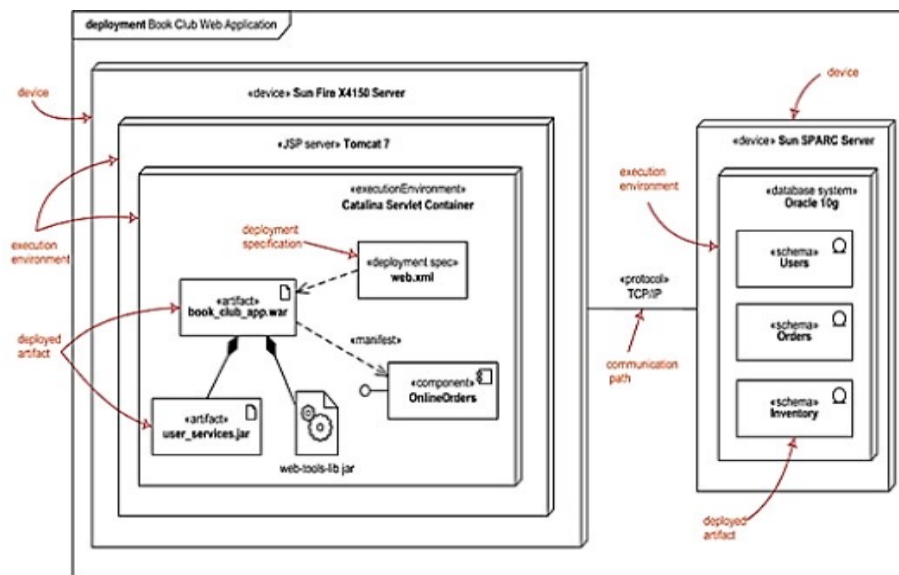 deployment Book Club Web Application
device
«device» Sun Fire X4150 Server
device
«JSP server» Tomcat 7
«device» Sun SPARC Server
«executionEnvironment»
Catalina Servlet Container
execution
environment
«database system»
Oracle 10g
deployment
specification
execution
environment
«deployment spec»
web.xml
«schema»
Users
«protocol»
TCP/IP
«artifact»
book_club_app.war
deployed
artifact
«manifest»
«schema»
Orders
communication
path
«component»
OnlineOrders
«artifact»
user_services.jar
web-tools-lib.jar
«schema»
Inventory
deployed
artifact